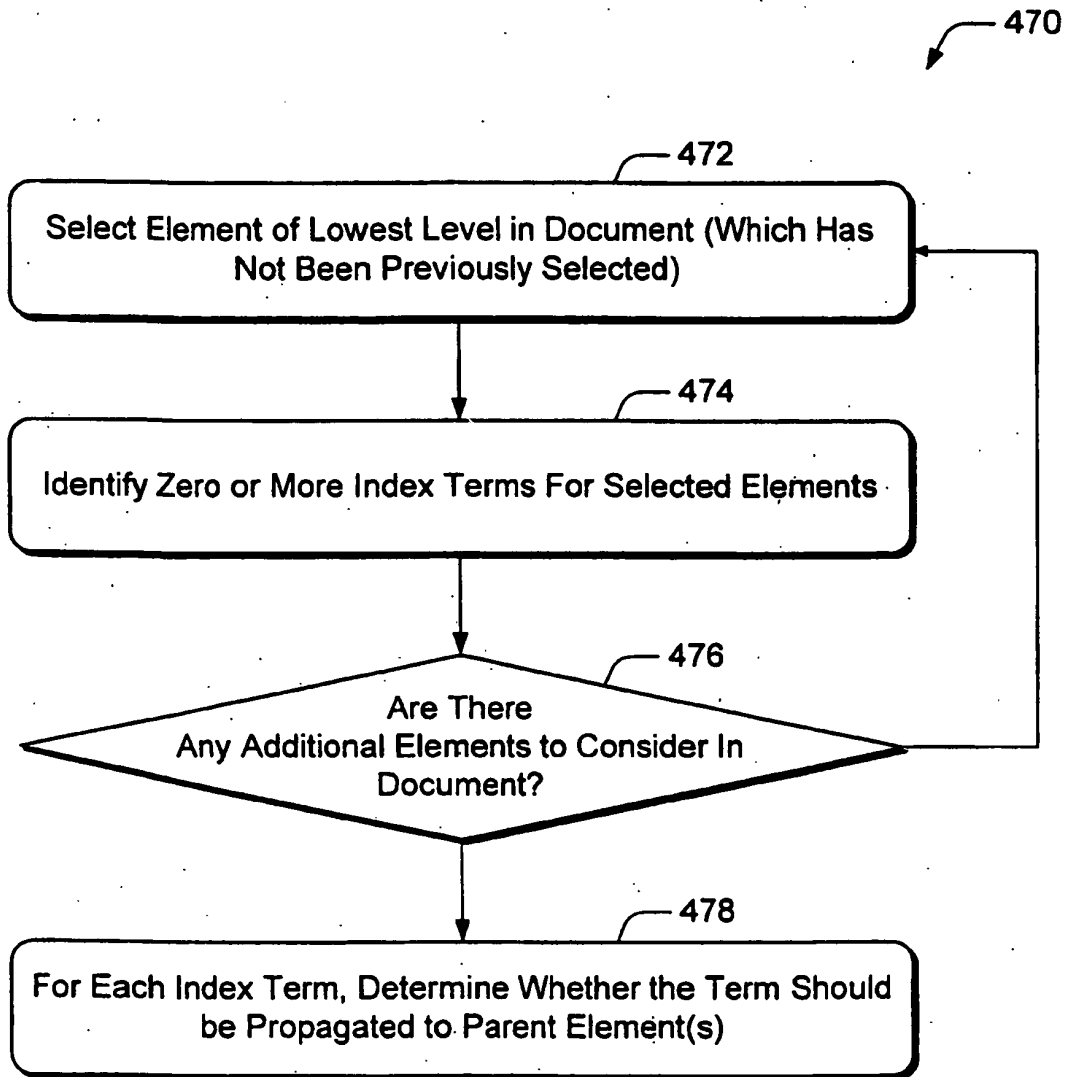 470
472
Select Element of Lowest Level in Document (Which Has
Not Been Previously Selected)
474
Identify Zero or More Index Terms For Selected Elements
476
Are There
Any Additional Elements to Consider In
Document?
478
For Each Index Term, Determine Whether the Term Should
be Propagated to Parent Element(s)